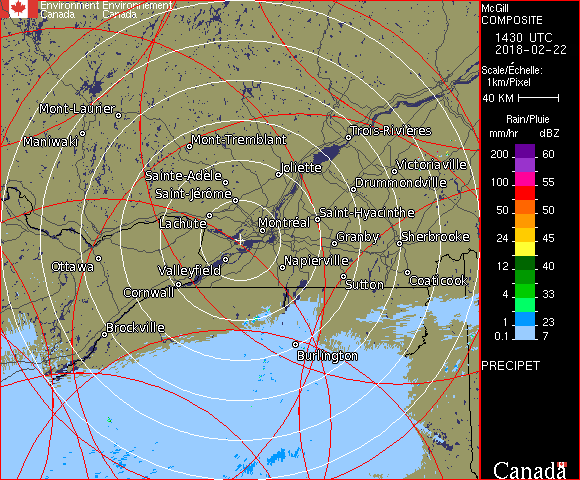 Environment Environnement
Canada Canada
McGill
COMPOSITE
1430 UTC
2018-02-22
Scale/Échelle:
1km/Pixel
40 KM
Rain/Pluie
mm/hr dBZ
200 60
100 55
50 50
24 45
12 40
4 33
1 23
0.1 7
PRECIPET
Canada
Mont-Laurier
Trois-Rivières
Maniwaki
Mont-Tremblant
Joliette
Victoriaville
Sainte-Adèle
Drummondville
Saint-Jérôme
Saint-Hyacinthe
Lachute
Montréal
Granby
Sherbrooke
Ottawa
Valleyfield
Napierville
Cornwall
Sutton
Coaticook
Brockville
Burlington